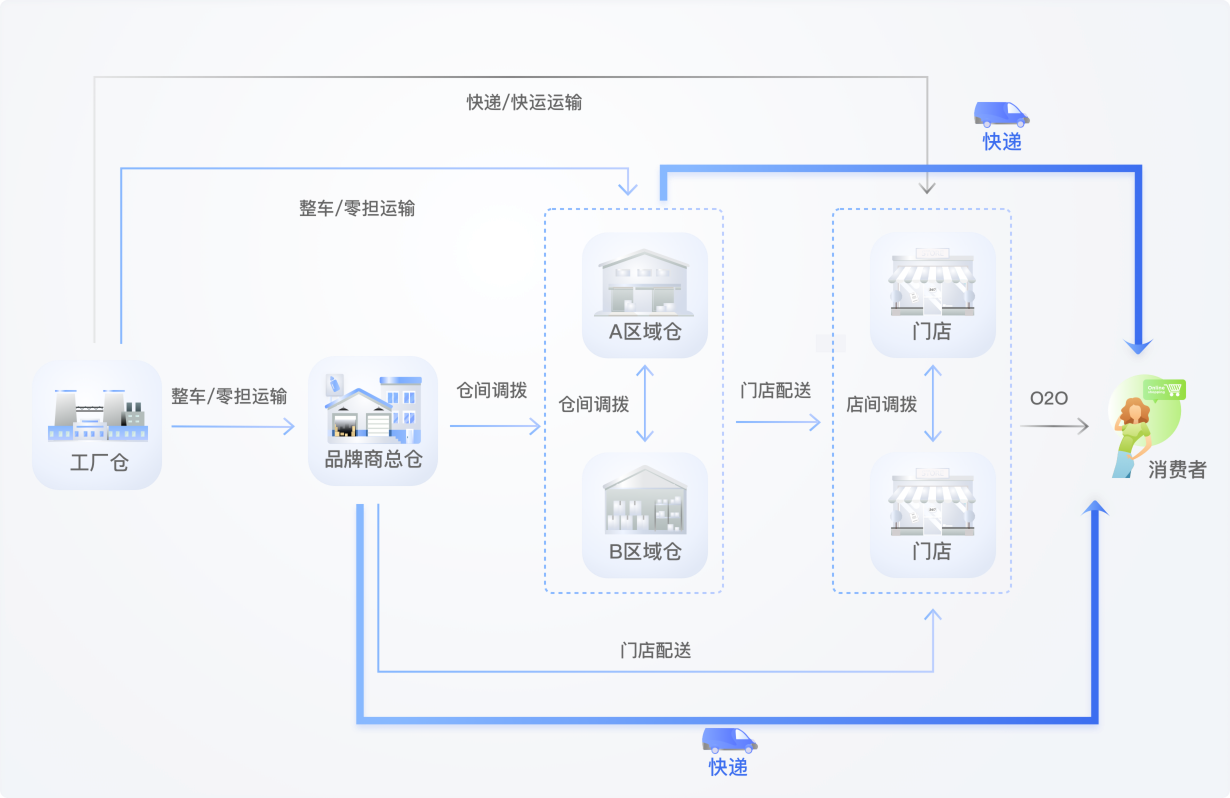 快递/快运运输
快递
整车/零担运输
A区域仓
门店
整车/零担运输
仓间调拨
仓间调拨
门店配送
店间调拨
O2O
Online
工厂仓
品牌商总仓
消费者
B区域仓
门店
门店配送
快递